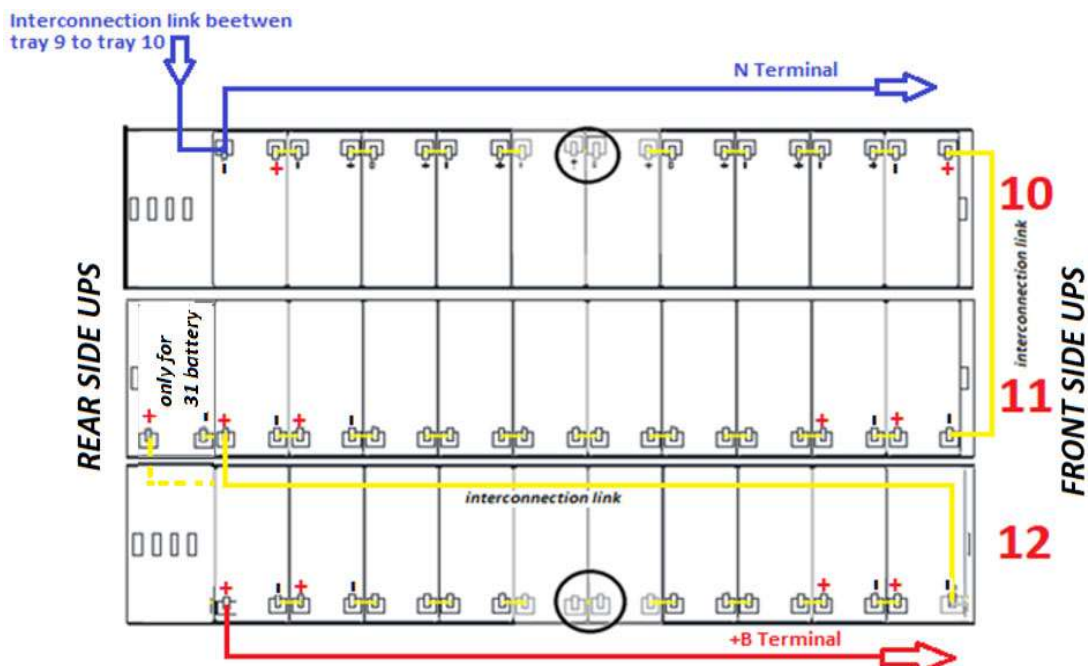 Interconnection link beetwen
tray 9 to tray 10
N Terminal
10
interconnection link
REAR SIDE UPS
FRONT SIDE UPS
only for
31 battery
11
interconnection link
12
+B Terminal